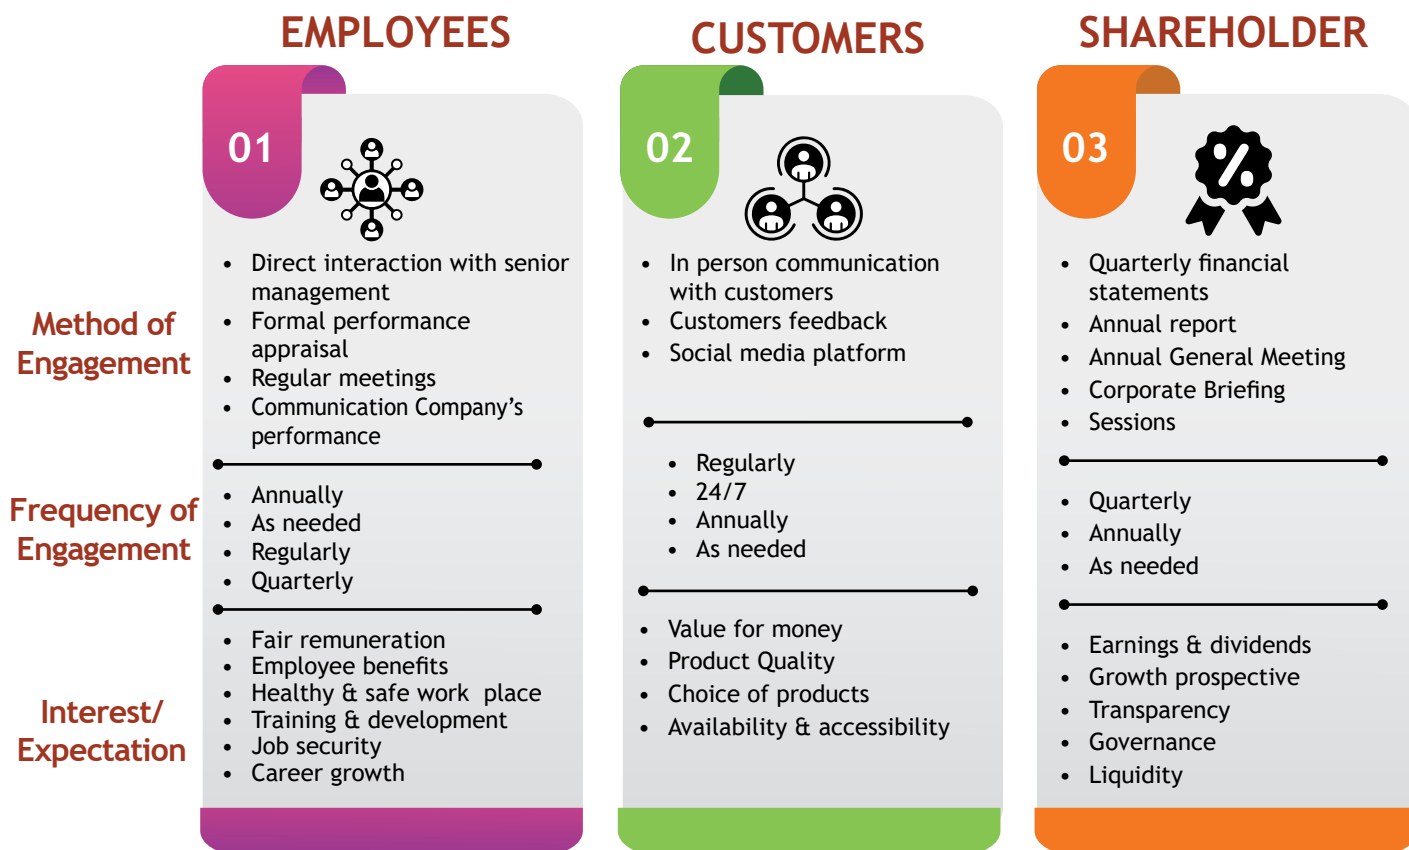 EMPLOYEES
01
• Direct interaction with senior
management
• Formal performance
appraisal
• Regular meetings
• Communication Company’s
performance
• Annually
• As needed
• Regularly
• Quarterly
• Fair remuneration
• Employee benefits
• Healthy & safe work place
• Training & development
• Job security
• Career growth
CUSTOMERS
02
• In person communication
with customers
• Customers feedback
• Social media platform
• Regularly
• 24/7
• Annually
• As needed
• Value for money
• Product Quality
• Choice of products
• Availability & accessibility
SHAREHOLDER
03
%
• Quarterly financial
statements
• Annual report
• Annual General Meeting
• Corporate Briefing
• Sessions
• Quarterly
• Annually
• As needed
• Earnings & dividends
• Growth prospective
• Transparency
• Governance
• Liquidity
Method of
Engagement
Frequency of
Engagement
Interest/
Expectation